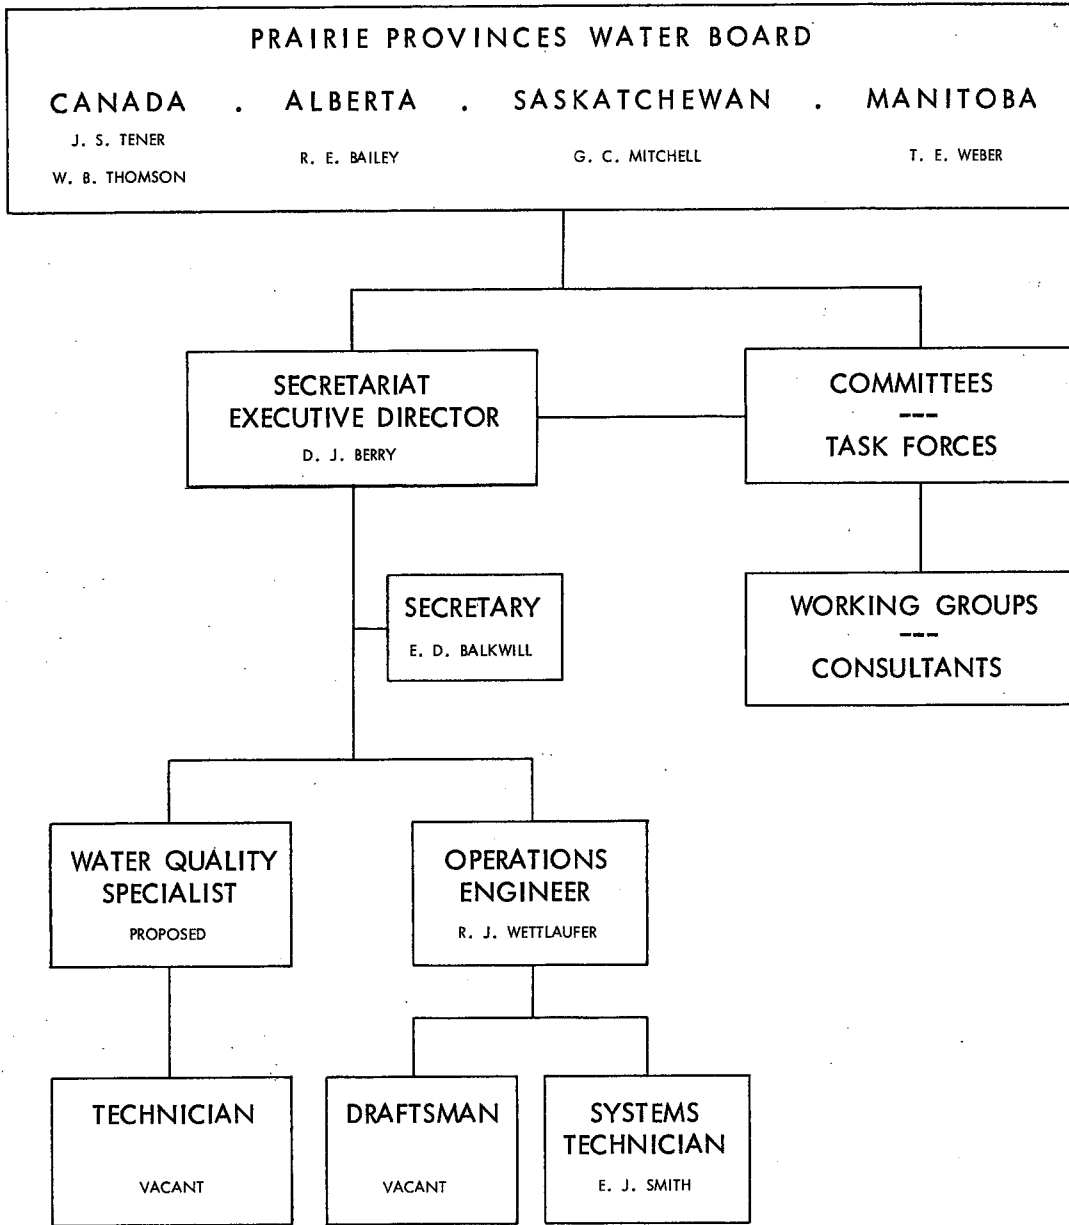 PRAIRIE PROVINCES WATER BOARD
CANADA . ALBERTA . SASKATCHEWAN . MANITOBA
J. S. TENER
W. B. THOMSON
R. E. BAILEY
G. C. MITCHELL
T. E. WEBER
SECRETARIAT
EXECUTIVE DIRECTOR
D. J. BERRY
COMMITTEES
---
TASK FORCES
SECRETARY
E. D. BALKWILL
WORKING GROUPS
---
CONSULTANTS
WATER QUALITY
SPECIALIST
PROPOSED
OPERATIONS
ENGINEER
R. J. WETTLAUFER
TECHNICIAN
VACANT
DRAFTSMAN
VACANT
SYSTEMS
TECHNICIAN
E. J. SMITH